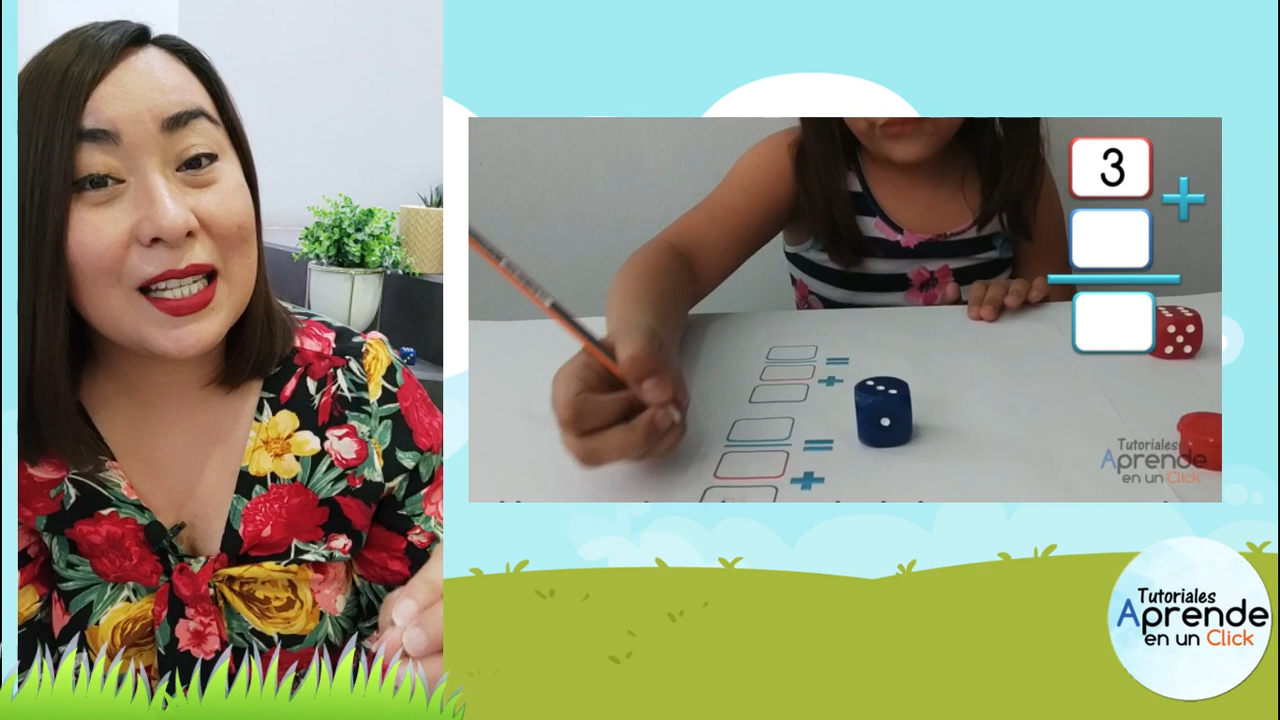 3
+
=
+
=
+
Tutoriales
Aprende
en un Click
Tutoriales
Aprende
en un Click